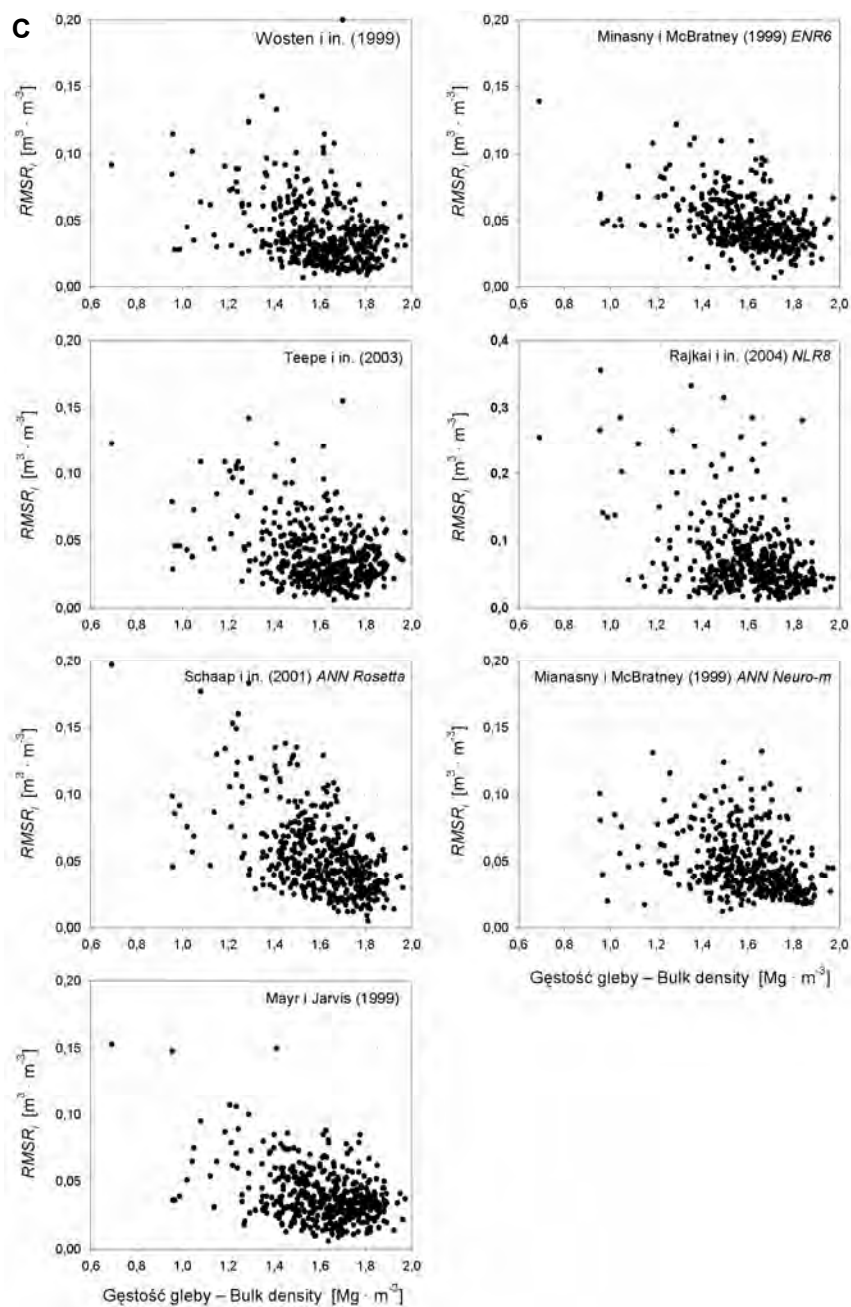 C
Wosten i in. (1999)
RMSRᵢ [m³ · m⁻³]
0,20
0,15
0,10
0,05
0,00
0,6 0,8 1,0 1,2 1,4 1,6 1,8 2,0
Minasny i McBratney (1999) ENR6
RMSRᵢ [m³ · m⁻³]
0,20
0,15
0,10
0,05
0,00
0,6 0,8 1,0 1,2 1,4 1,6 1,8 2,0
Teepe i in. (2003)
RMSRᵢ [m³ · m⁻³]
0,20
0,15
0,10
0,05
0,00
0,6 0,8 1,0 1,2 1,4 1,6 1,8 2,0
Rajkai i in. (2004) NLR8
RMSRᵢ [m³ · m⁻³]
0,4
0,3
0,2
0,1
0,0
0,6 0,8 1,0 1,2 1,4 1,6 1,8 2,0
Schaap i in. (2001) ANN Rosetta
RMSRᵢ [m³ · m⁻³]
0,20
0,15
0,10
0,05
0,00
0,6 0,8 1,0 1,2 1,4 1,6 1,8 2,0
Mianasny i McBratney (1999) ANN Neuro-m
RMSRᵢ [m³ · m⁻³]
0,20
0,15
0,10
0,05
0,00
0,6 0,8 1,0 1,2 1,4 1,6 1,8 2,0
Gęstość gleby – Bulk density [Mg · m⁻³]
Mayr i Jarvis (1999)
RMSRᵢ [m³ · m⁻³]
0,20
0,15
0,10
0,05
0,00
0,6 0,8 1,0 1,2 1,4 1,6 1,8 2,0
Gęstość gleby – Bulk density [Mg · m⁻³]